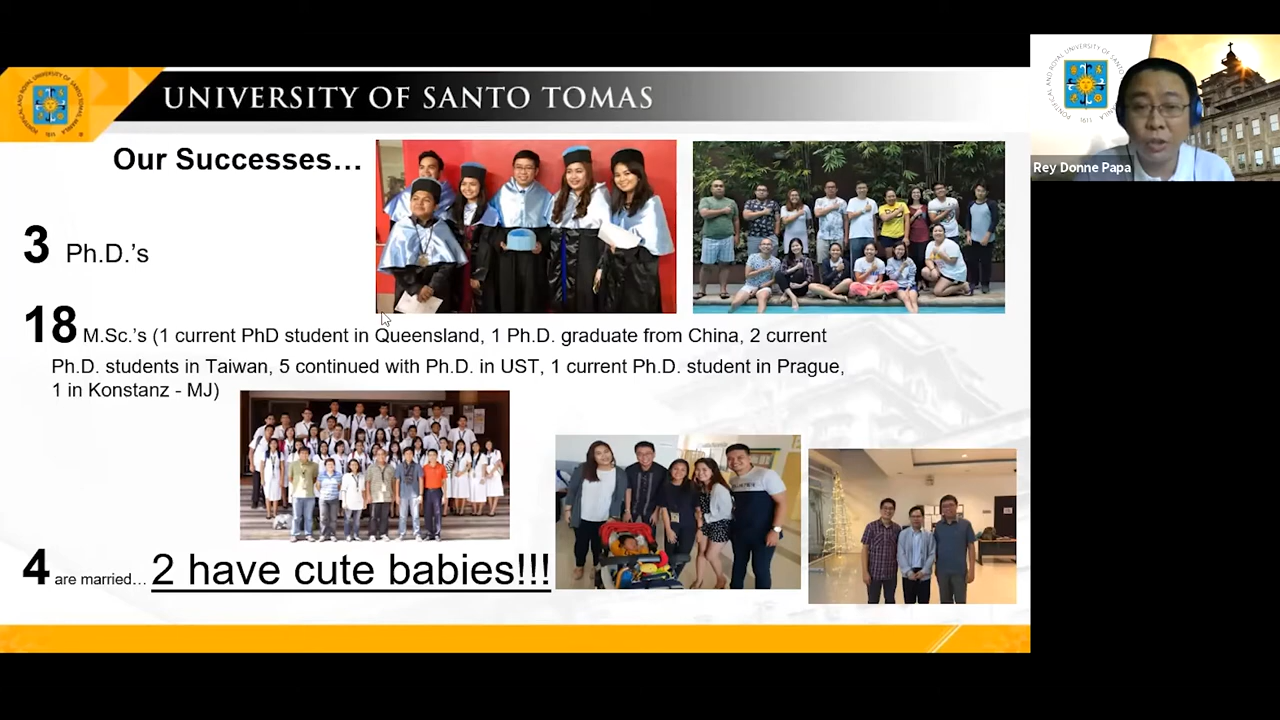 UNIVERSITY OF SANTO TOMAS
Our Successes…
3 Ph.D.’s
18 M.Sc.’s (1 current PhD student in Queensland, 1 Ph.D. graduate from China, 2 current
Ph.D. students in Taiwan, 5 continued with Ph.D. in UST, 1 current Ph.D. student in Prague,
1 in Konstanz - MJ)
4 are married… 2 have cute babies!!!
Rey Donne Papa